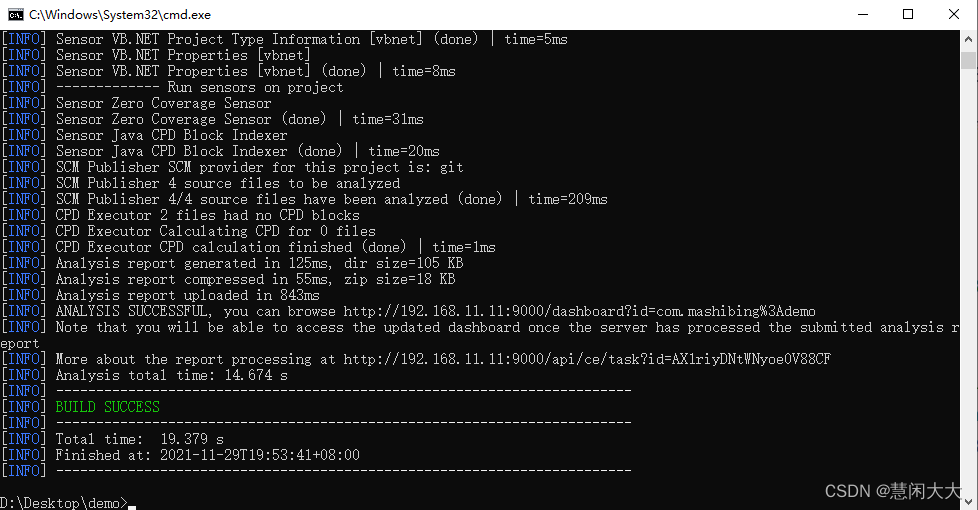 C:\Windows\System32\cmd.exe
[INFO] Sensor VB.NET Project Type Information [vbnet] (done) | time=5ms
[INFO] Sensor VB.NET Properties [vbnet]
[INFO] Sensor VB.NET Properties [vbnet] (done) | time=8ms
[INFO] ------------- Run sensors on project
[INFO] Sensor Zero Coverage Sensor
[INFO] Sensor Zero Coverage Sensor (done) | time=31ms
[INFO] Sensor Java CPD Block Indexer
[INFO] Sensor Java CPD Block Indexer (done) | time=20ms
[INFO] SCM Publisher SCM provider for this project is: git
[INFO] SCM Publisher 4 source files to be analyzed
[INFO] SCM Publisher 4/4 source files have been analyzed (done) | time=209ms
[INFO] CPD Executor 2 files had no CPD blocks
[INFO] CPD Executor Calculating CPD for 0 files
[INFO] CPD Executor CPD calculation finished (done) | time=1ms
[INFO] Analysis report generated in 125ms, dir size=105 KB
[INFO] Analysis report compressed in 55ms, zip size=18 KB
[INFO] Analysis report uploaded in 843ms
[INFO] ANALYSIS SUCCESSFUL, you can browse http://192.168.11.11:9000/dashboard?id=com.mashibing%3Ademo
[INFO] Note that you will be able to access the updated dashboard once the server has processed the submitted analysis r
eport
[INFO] More about the report processing at http://192.168.11.11:9000/api/ce/task?id=AX1riyDNtWNyoe0V88CF
[INFO] Analysis total time: 14.674 s
[INFO] ------------------------------------------------------------------------
[INFO] BUILD SUCCESS
[INFO] ------------------------------------------------------------------------
[INFO] Total time:  19.379 s
[INFO] Finished at: 2021-11-29T19:53:41+08:00
[INFO] ------------------------------------------------------------------------
D:\Desktop\demo>
CSDN @慧闲大大